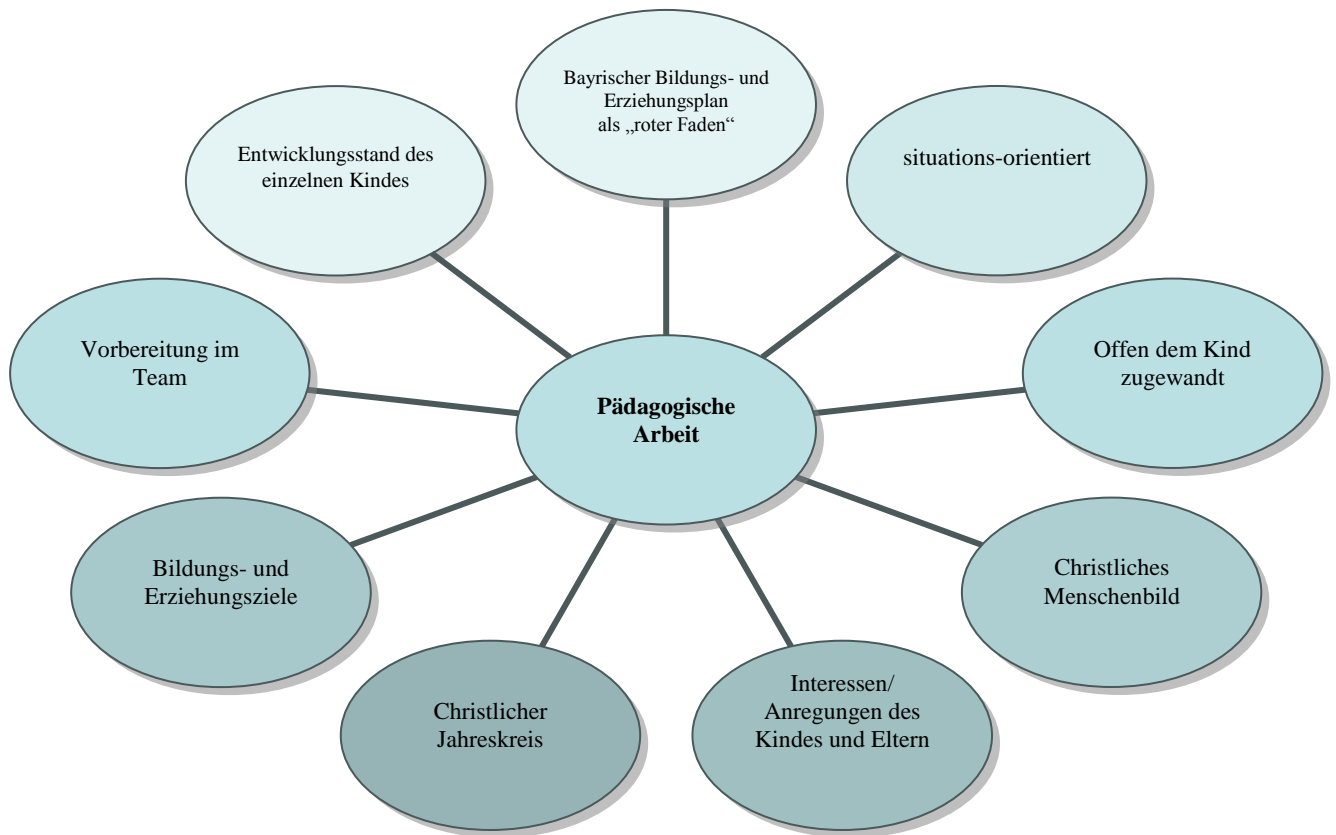 Bayrischer Bildungs- und
Erziehungsplan
als „roter Faden“
Entwicklungsstand des
einzelnen Kindes
situations-orientiert
Vorbereitung im
Team
Offen dem Kind
zugewandt
Pädagogische
Arbeit
Bildungs- und
Erziehungsziele
Christliches
Menschenbild
Christlicher
Jahreskreis
Interessen/
Anregungen des
Kindes und Eltern